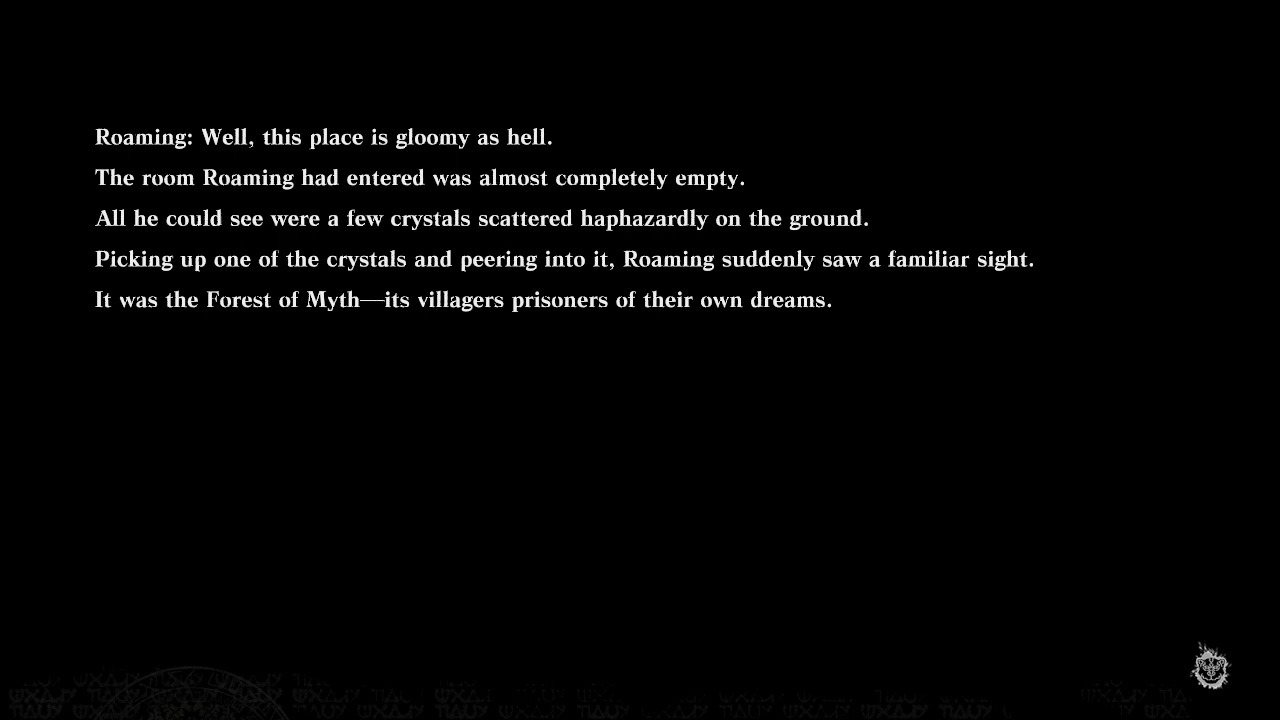 Roaming: Well, this place is gloomy as hell.
The room Roaming had entered was almost completely empty.
All he could see were a few crystals scattered haphazardly on the ground.
Picking up one of the crystals and peering into it, Roaming suddenly saw a familiar sight.
It was the Forest of Myth—its villagers prisoners of their own dreams.